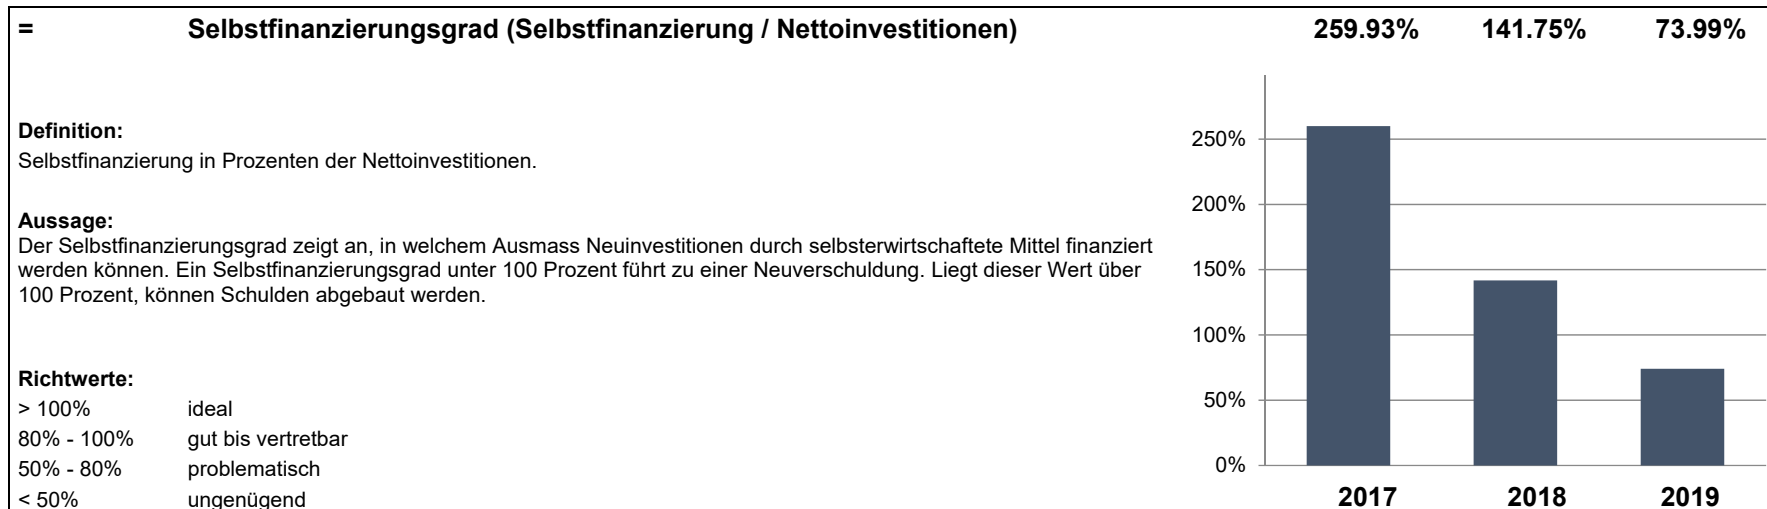 = Selbstfinanzierungsgrad (Selbstfinanzierung / Nettoinvestitionen) 259.93% 141.75% 73.99%
Definition:
Selbstfinanzierung in Prozenten der Nettoinvestitionen.
Aussage:
Der Selbstfinanzierungsgrad zeigt an, in welchem Ausmass Neuinvestitionen durch selbsterwirtschaftete Mittel finanziert
werden können. Ein Selbstfinanzierungsgrad unter 100 Prozent führt zu einer Neuverschuldung. Liegt dieser Wert über
100 Prozent, können Schulden abgebaut werden.
Richtwerte:
> 100% ideal
80% - 100% gut bis vertretbar
50% - 80% problematisch
< 50% ungenügend
250%
200%
150%
100%
50%
0%
2017 2018 2019